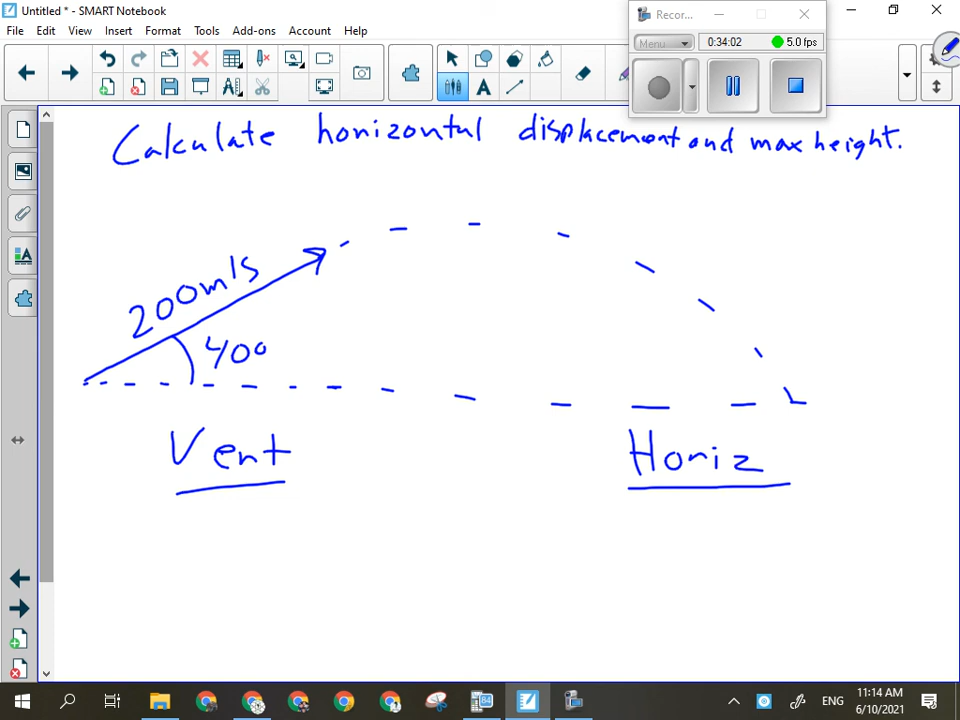 Untitled * - SMART Notebook
Recor...
File Edit View Insert Format Tools Add-ons Account Help
Menu
0:34:02
5.0 fps
A
Calculate horizontal displacement and max height.
200m/s
40°
Vert
Horiz
84
ENG
11:14 AM
6/10/2021